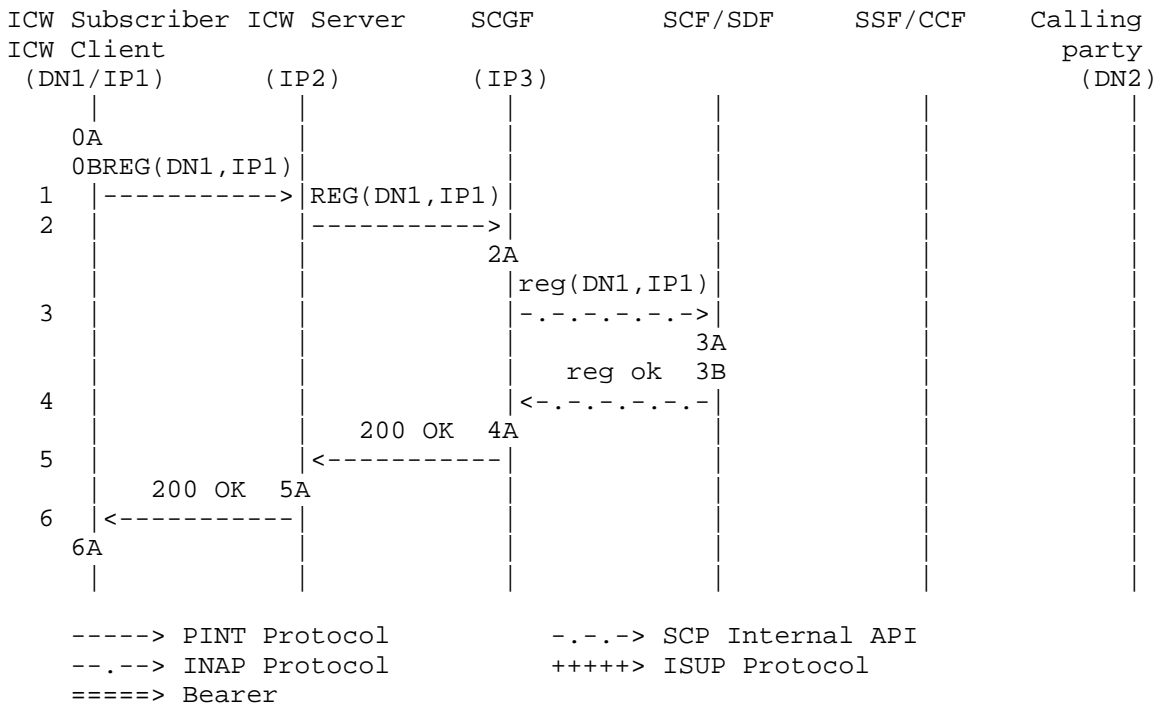 ICW Subscriber ICW Server     SCGF          SCF/SDF     SSF/CCF     Calling
ICW Client                                                            party
 (DN1/IP1)       (IP2)         (IP3)                                   (DN2)
     |             |             |             |             |             |
    0A             |             |             |             |             |
    0BREG(DN1,IP1)|             |             |             |             |
  1  |----------->|REG(DN1,IP1)|             |             |             |
  2  |             |----------->|             |             |             |
     |             |           2A             |             |             |
     |             |             |reg(DN1,IP1)|             |             |
  3  |             |             |-.-.-.-.-.->|             |             |
     |             |             |            3A             |             |
     |             |             |   reg ok  3B             |             |
  4  |             |             |<-.-.-.-.-.-|             |             |
     |             |   200 OK  4A             |             |             |
  5  |             |<-----------|             |             |             |
     |   200 OK  5A             |             |             |             |
  6  |<-----------|             |             |             |             |
    6A             |             |             |             |             |
     |             |             |             |             |             |
-----> PINT Protocol          -.-.-> SCP Internal API
--.--> INAP Protocol          +++++> ISUP Protocol
=====> Bearer